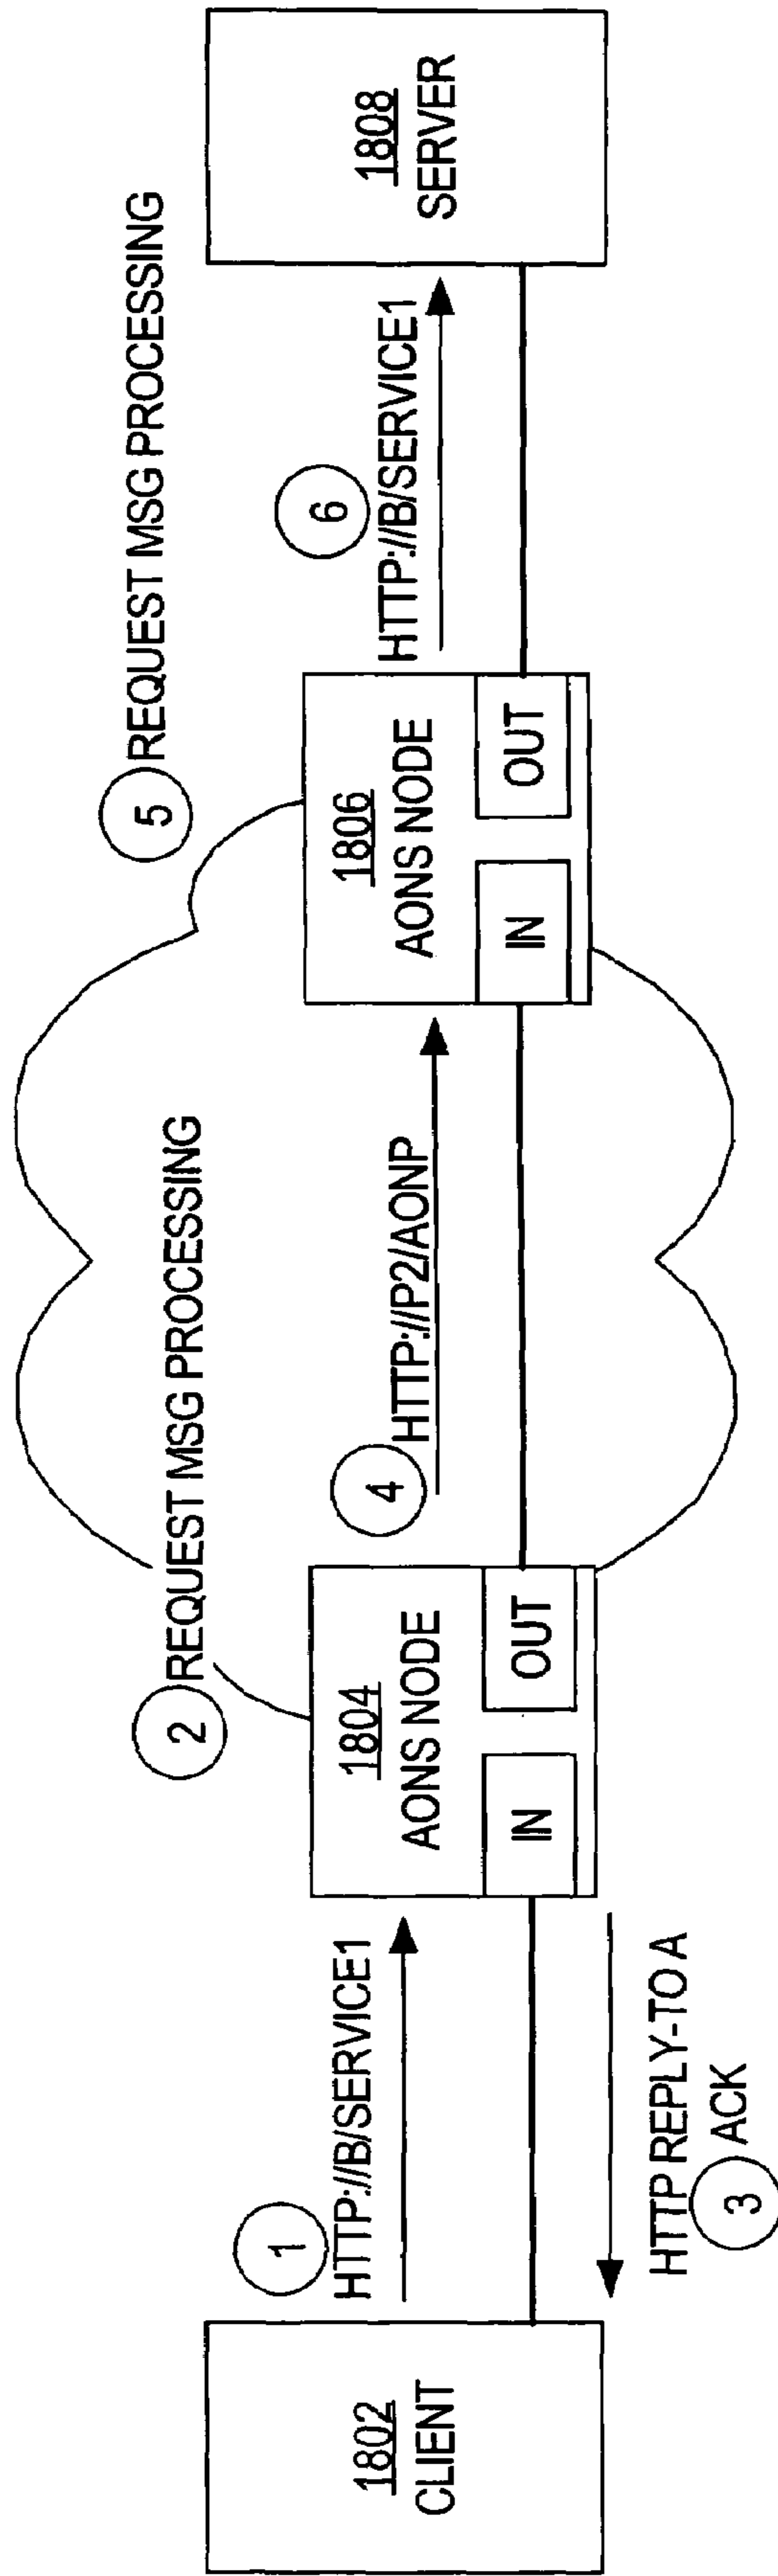 1802
CLIENT
1
HTTP://B/SERVICE1
HTTP REPLY-TO A
3 ACK
2 REQUEST MSG PROCESSING
1804
AONS NODE
IN
OUT
4
HTTP://P2/AONP
5 REQUEST MSG PROCESSING
1806
AONS NODE
IN
OUT
6
HTTP://B/SERVICE1
1808
SERVER